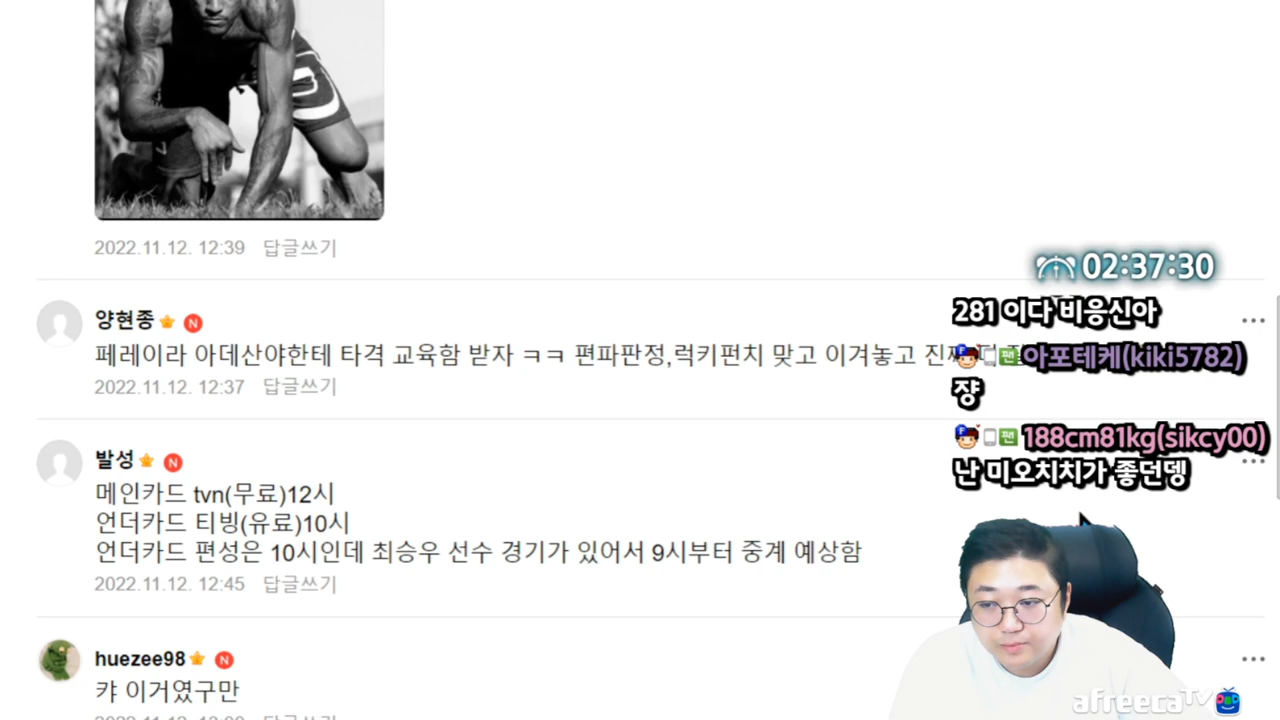 2022.11.12. 12:39 답글쓰기
02:37:30
양현종 N
281 이다 비응신아
페레이라 아데산야한테 타격 교육함 받자 ㅋㅋ 편파판정,럭키펀치 맞고 이겨놓고
F 팬 아포테케(kiki5782)
2022.11.12. 12:37 답글쓰기
쟝
F 팬 188cm81kg(sikcy00)
발성 N
난 미오치치가 좋던뎅
메인카드 tvn(무료)12시
언더카드 티빙(유료)10시
언더카드 편성은 10시인데 최승우 선수 경기가 있어서 9시부터 중계 예상함
2022.11.12. 12:45 답글쓰기
huezee98 N
캬 이거였구만
답글쓰기
afreecaTV